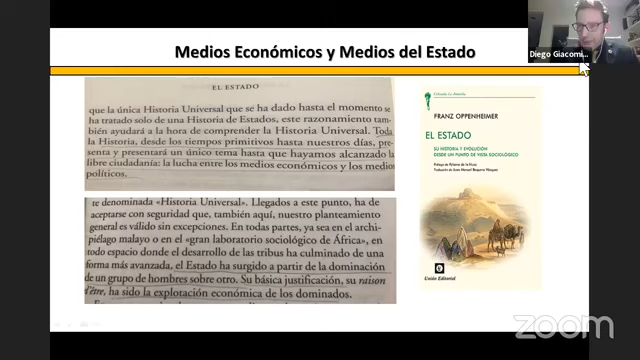 Diego Giacomi...
Medios Económicos y Medios del Estado
EL ESTADO
que la única Historia Universal que se ha dado hasta el momento se
ha tratado solo de una Historia de Estados, este razonamiento tam-
bién ayudará a la hora de comprender la Historia Universal. Toda
la Historia, desde los tiempos primitivos hasta nuestros días, pre-
senta y presentará un único tema hasta que hayamos alcanzado la
libre ciudadanía: la lucha entre los medios económicos y los medios
políticos.
te denominada «Historia Universal». Llegados a este punto, ha de
aceptarse con seguridad que, también aquí, nuestro planteamiento
general es válido sin excepciones. En todas partes, ya sea en el archi-
piélago malayo o en el «gran laboratorio sociológico de África», en
todo espacio donde el desarrollo de las tribus ha culminado de una
forma más avanzada, el Estado ha surgido a partir de la dominación
de un grupo de hombres sobre otro. Su básica justificación, su raison
d'être, ha sido la explotación económica de los dominados.
FRANZ OPPENHEIMER
EL ESTADO
SU HISTORIA Y EVOLUCIÓN
DESDE UN PUNTO DE VISTA SOCIOLÓGICO
Unión Editorial
zoom